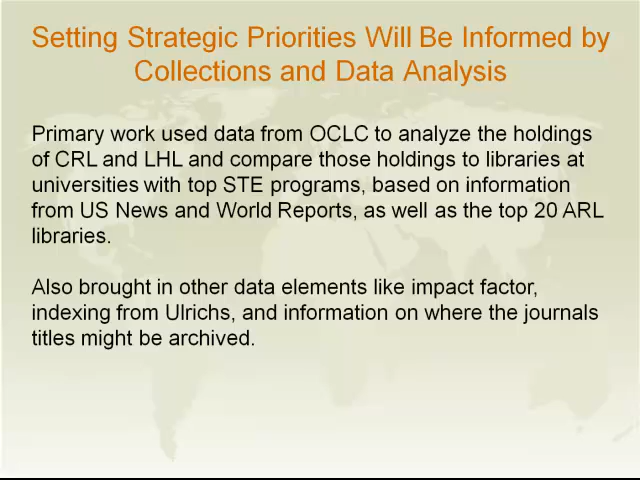 Setting Strategic Priorities Will Be Informed by
Collections and Data Analysis
Primary work used data from OCLC to analyze the holdings
of CRL and LHL and compare those holdings to libraries at
universities with top STE programs, based on information
from US News and World Reports, as well as the top 20 ARL
libraries.
Also brought in other data elements like impact factor,
indexing from Ulrichs, and information on where the journals
titles might be archived.